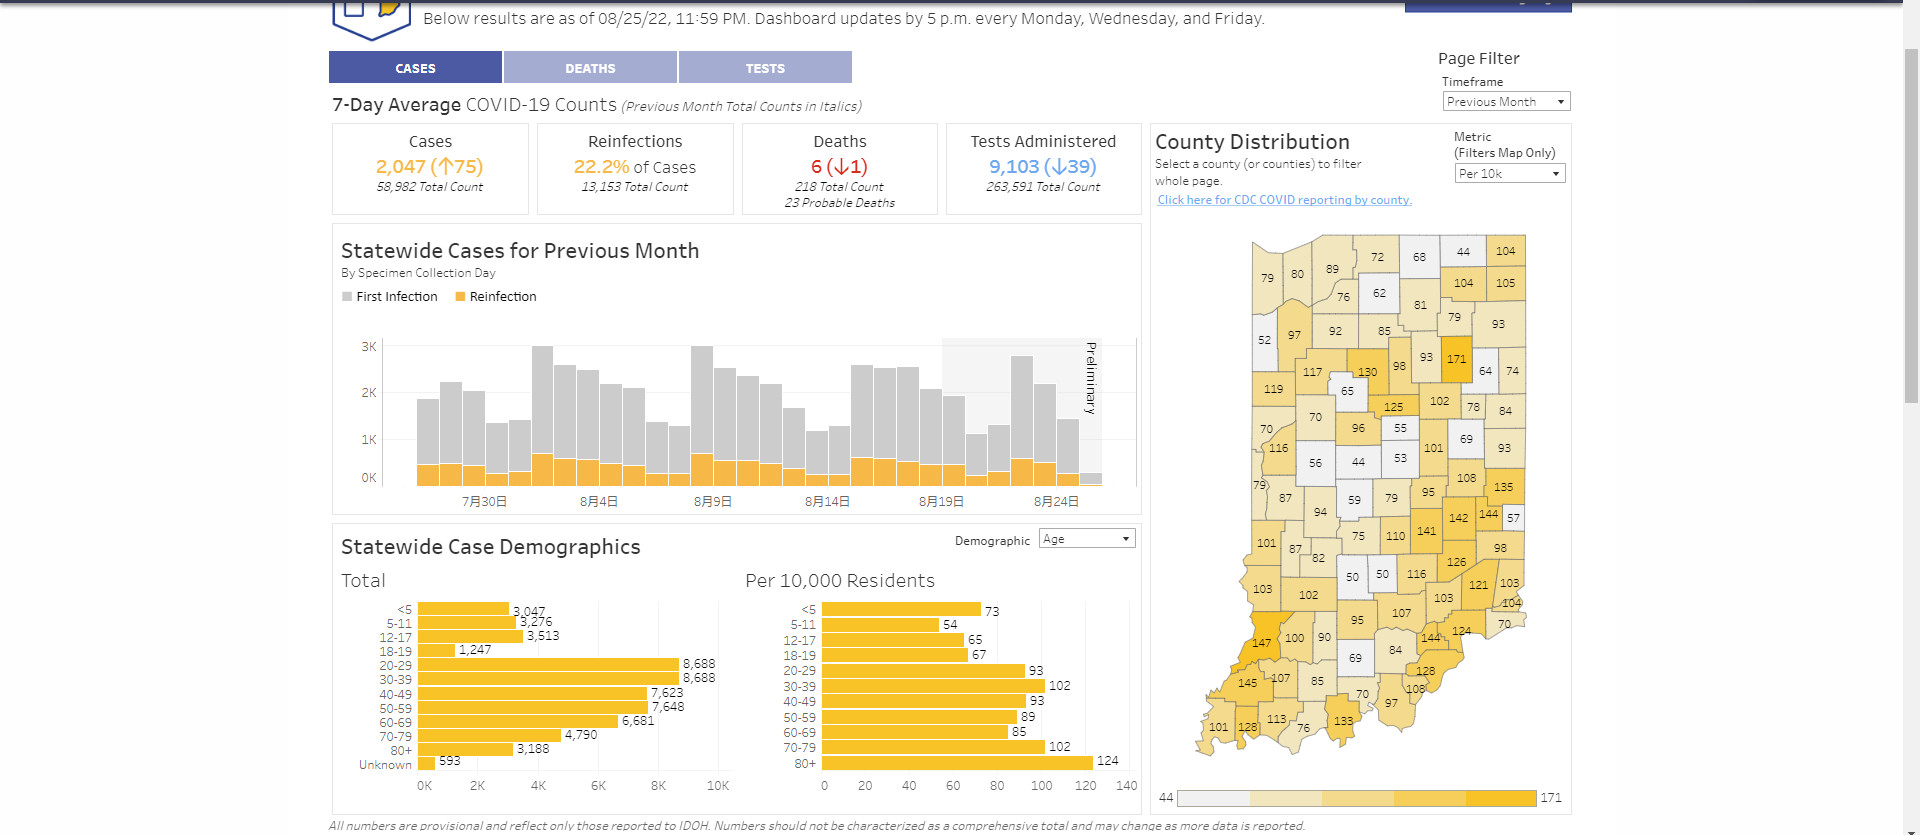 Below results are as of 08/25/22, 11:59 PM. Dashboard updates by 5 p.m. every Monday, Wednesday, and Friday.
CASES
DEATHS
TESTS
Page Filter
Timeframe
Previous Month
7-Day Average COVID-19 Counts (Previous Month Total Counts in Italics)
Cases
2,047 (↑75)
58,982 Total Count
Reinfections
22.2% of Cases
13,153 Total Count
Deaths
6 (↓1)
218 Total Count
23 Probable Deaths
Tests Administered
9,103 (↓39)
263,591 Total Count
County Distribution
Select a county (or counties) to filter
whole page.
Click here for CDC COVID reporting by county.
Metric
(Filters Map Only)
Per 10k
Statewide Cases for Previous Month
By Specimen Collection Day
First Infection
Reinfection
3K
2K
1K
0K
Preliminary
7月30日
8月4日
8月9日
8月14日
8月19日
8月24日
Statewide Case Demographics
Demographic
Age
Total
<5 3,047
5-11 3,276
12-17 3,513
18-19 1,247
20-29 8,688
30-39 8,688
40-49 7,623
50-59 7,648
60-69 6,681
70-79 4,790
80+ 3,188
Unknown 593
0K 2K 4K 6K 8K 10K
Per 10,000 Residents
<5 73
5-11 54
12-17 65
18-19 67
20-29 93
30-39 102
40-49 93
50-59 89
60-69 85
70-79 102
80+ 124
0 20 40 60 80 100 120 140
79 80 89 72 68 44 104
76 62 81 104 105
52 97 92 85 79 93
117 130 98 93 171 64 74
119 65 125 102 78 84
70 70 96 55 101 69 93
116 56 44 53 108
79 87 94 59 79 95 135
101 87 82 75 110 141 142 144 57
98
103 102 50 50 116 126 121 103
104
147 100 90 95 107 103 124 70
144
145 107 85 69 84 128
101 128 113 76 133 70 97 108
44
171
All numbers are provisional and reflect only those reported to IDOH. Numbers should not be characterized as a comprehensive total and may change as more data is reported.